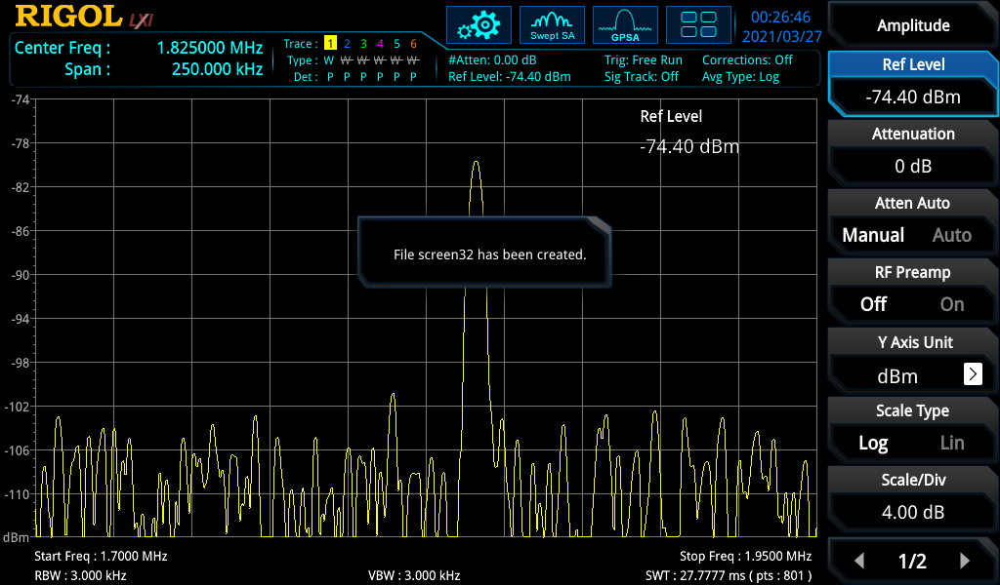 RIGOL LXI
Swept SA
GPSA
00:26:46
2021/03/27
Center Freq : 1.825000 MHz
Span : 250.000 kHz
Trace : 1 2 3 4 5 6
Type : W W W W W W
Det : P P P P P P
#Atten: 0.00 dB
Ref Level: -74.40 dBm
Trig: Free Run
Sig Track: Off
Corrections: Off
Avg Type: Log
Ref Level
-74.40 dBm
-74
-78
-82
-86
-90
-94
-98
-102
-106
-110
dBm
File screen32 has been created.
Start Freq : 1.7000 MHz
Stop Freq : 1.9500 MHz
RBW : 3.000 kHz
VBW : 3.000 kHz
SWT : 27.7777 ms ( pts : 801 )
Amplitude
Ref Level
-74.40 dBm
Attenuation
0 dB
Atten Auto
Manual Auto
RF Preamp
Off On
Y Axis Unit
dBm >
Scale Type
Log Lin
Scale/Div
4.00 dB
1/2